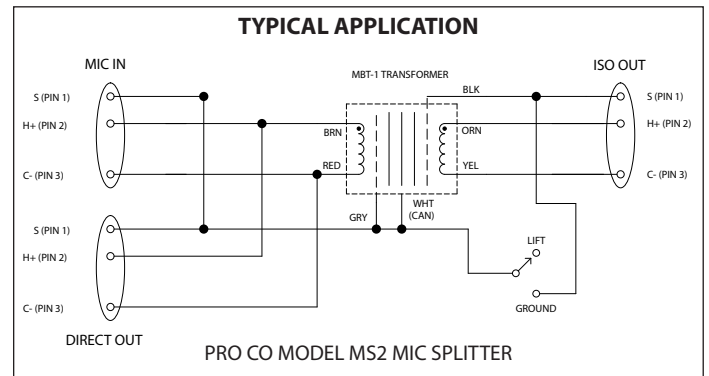 TYPICAL APPLICATION
MIC IN
ISO OUT
MBT-1 TRANSFORMER
S (PIN 1)
BLK
S (PIN 1)
H+ (PIN 2)
BRN
ORN
H+ (PIN 2)
C- (PIN 3)
RED
YEL
C- (PIN 3)
GRY
WHT
(CAN)
S (PIN 1)
H+ (PIN 2)
LIFT
C- (PIN 3)
GROUND
DIRECT OUT
PRO CO MODEL MS2 MIC SPLITTER